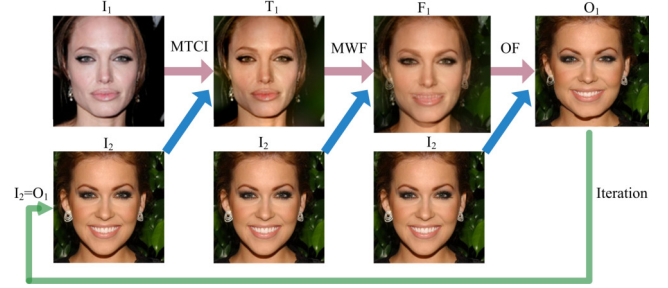 I₁ T₁ F₁ O₁
MTCI MWF OF
I₂ I₂ I₂
I₂=O₁ Iteration